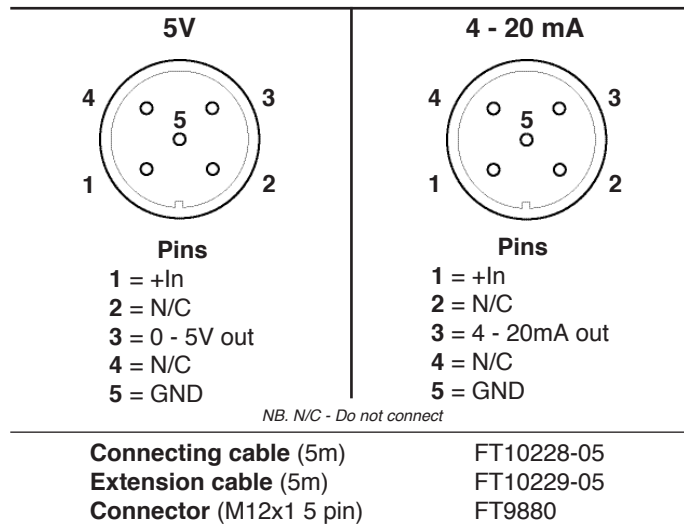 5V
4 3
5
1 2
Pins
1 = +In
2 = N/C
3 = 0 - 5V out
4 = N/C
5 = GND
4 - 20 mA
4 3
5
1 2
Pins
1 = +In
2 = N/C
3 = 4 - 20mA out
4 = N/C
5 = GND
NB. N/C - Do not connect
Connecting cable (5m) FT10228-05
Extension cable (5m) FT10229-05
Connector (M12x1 5 pin) FT9880